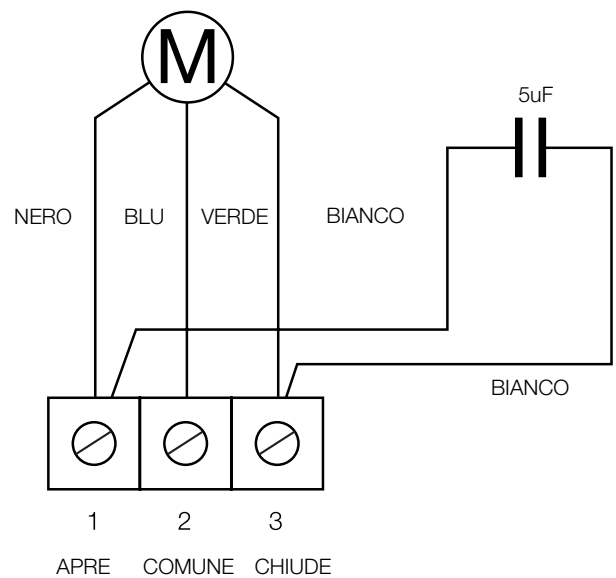 M
5uF
NERO BLU VERDE BIANCO
BIANCO
1 2 3
APRE COMUNE CHIUDE